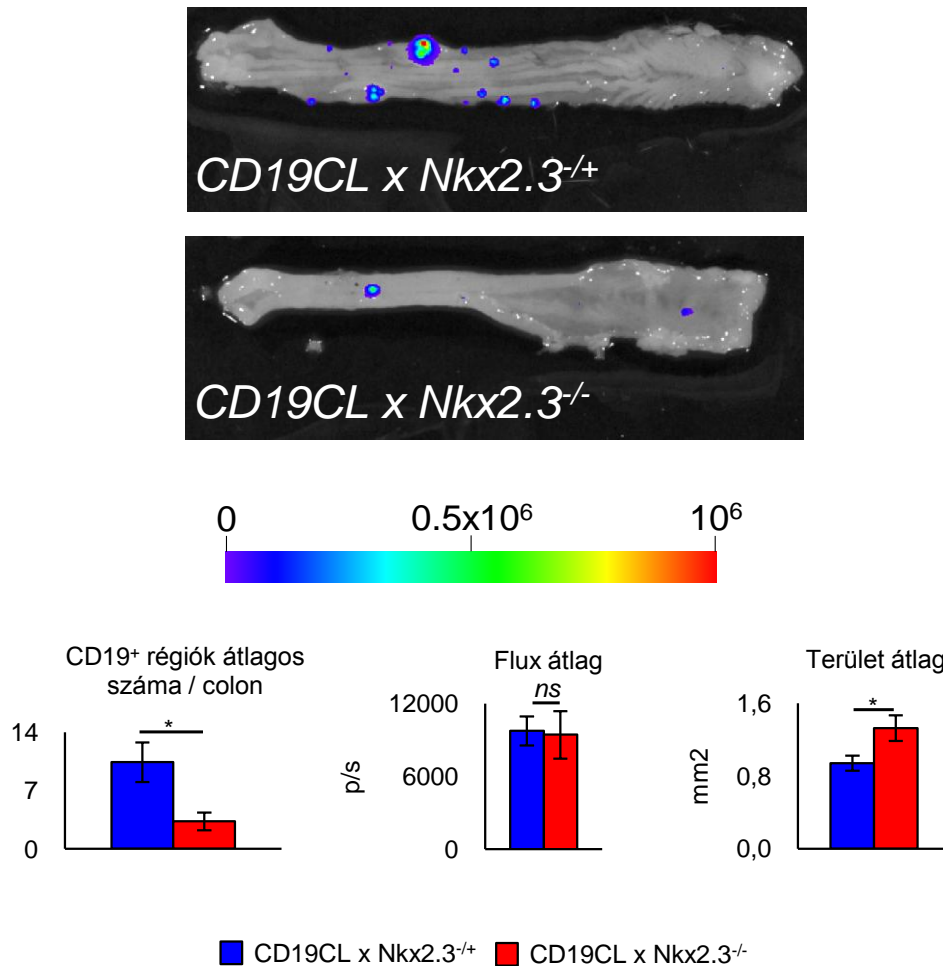 CD19CL x Nkx2.3-/+
CD19CL x Nkx2.3-/-
0 0.5x10⁶ 10⁶
CD19⁺ régiók átlagos
száma / colon
14
7
0
*
Flux átlag
ns
12000
6000
0
p/s
Terület átlag
*
1,6
0,8
0,0
mm2
CD19CL x Nkx2.3-/+ CD19CL x Nkx2.3-/-